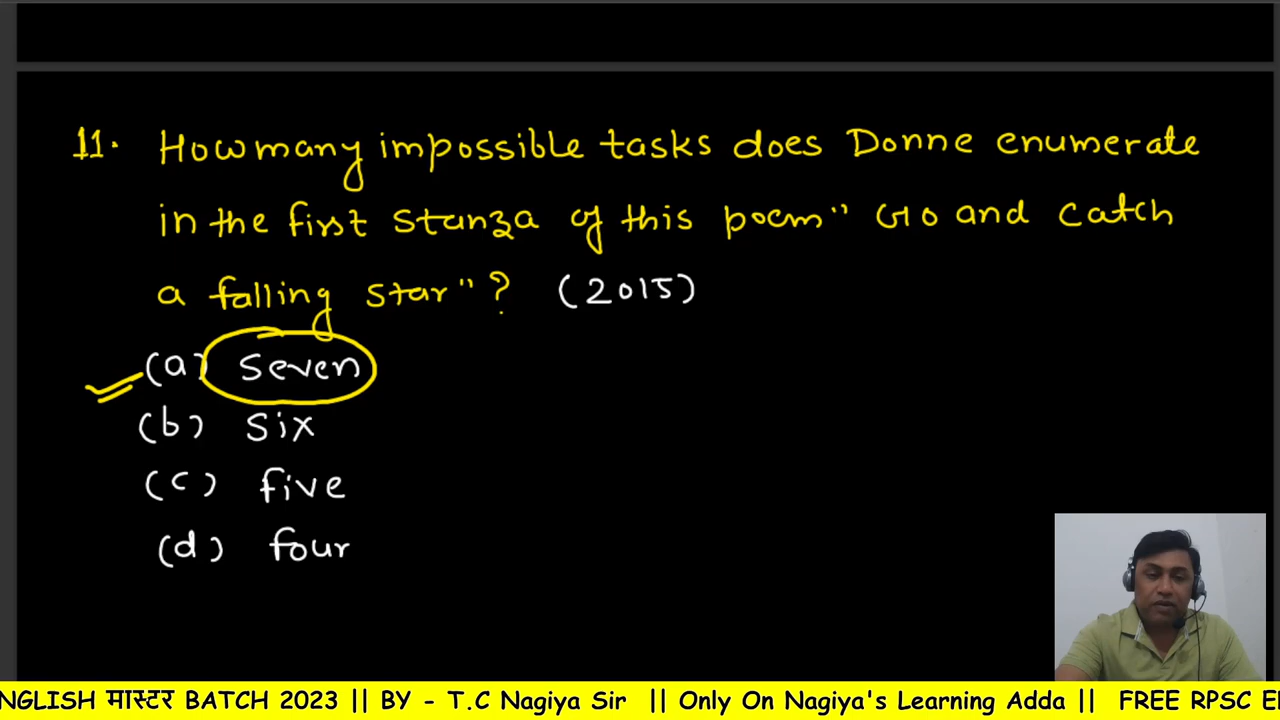 11. How many impossible tasks does Donne enumerate
in the first stanza of this poem" Go and catch
a falling star"? (2015)
(a) seven
(b) six
(c) five
(d) four
NGLISH मास्टर BATCH 2023 || BY - T.C Nagiya Sir || Only On Nagiya's Learning Adda || FREE RPSC E